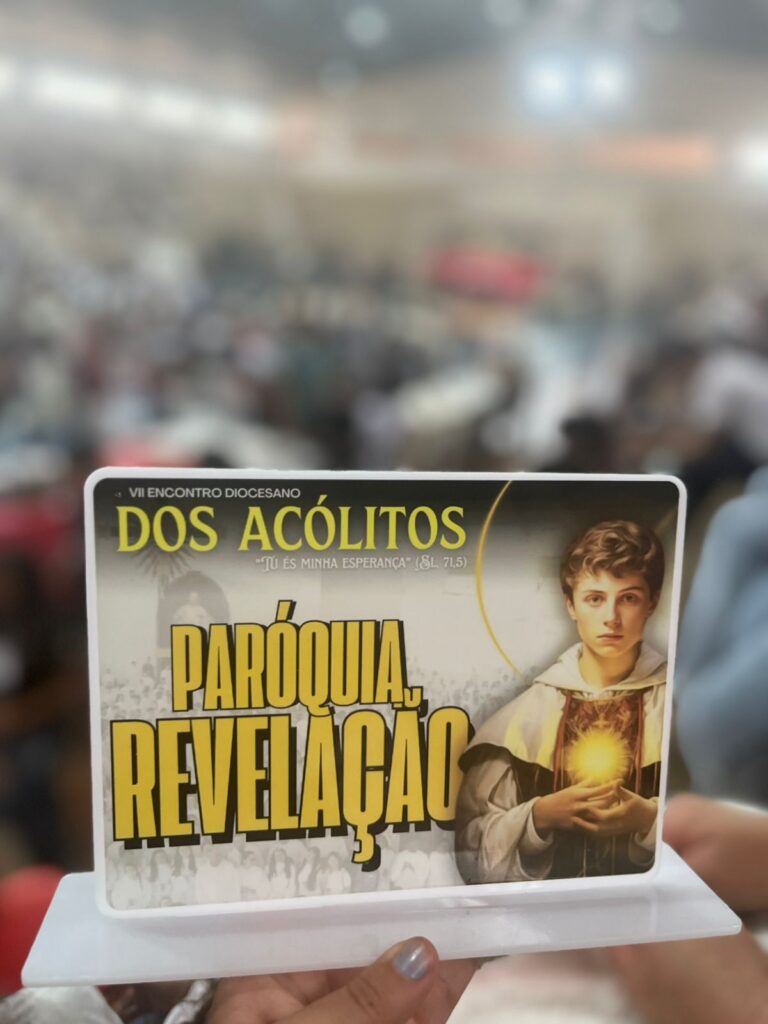 VII ENCONTRO DIOCESANO
DOS ACÓLITOS
"TU ÉS MINHA ESPERANÇA" (SL. 71,5)
PARÓQUIA
REVELAÇÃO